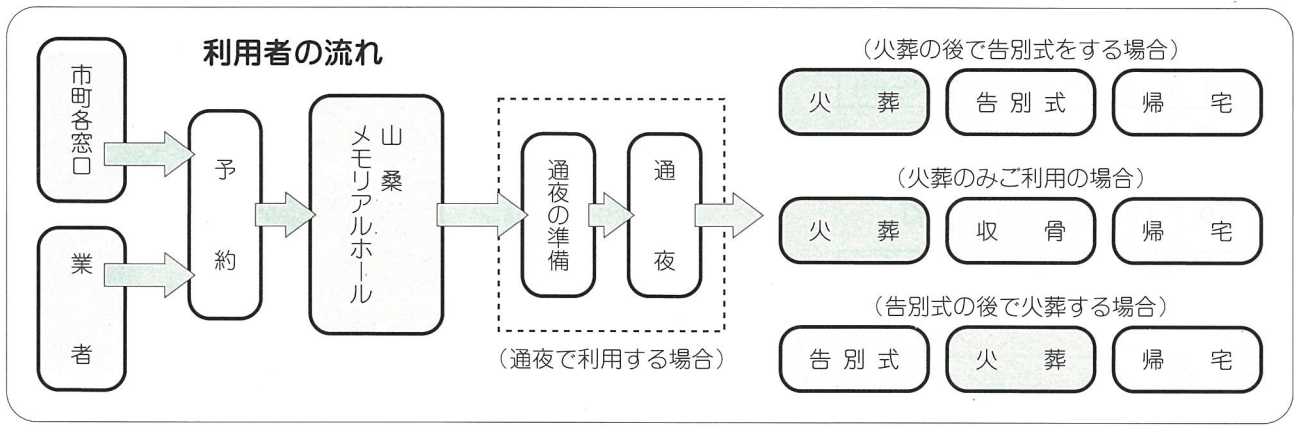 利用者の流れ
市町各窓口
業者
予約
山桑
メモリアルホール
通夜の準備
通夜
（通夜で利用する場合）
（火葬の後で告別式をする場合）
火葬 告別式 帰宅
（火葬のみご利用の場合）
火葬 収骨 帰宅
（告別式の後で火葬する場合）
告別式 火葬 帰宅